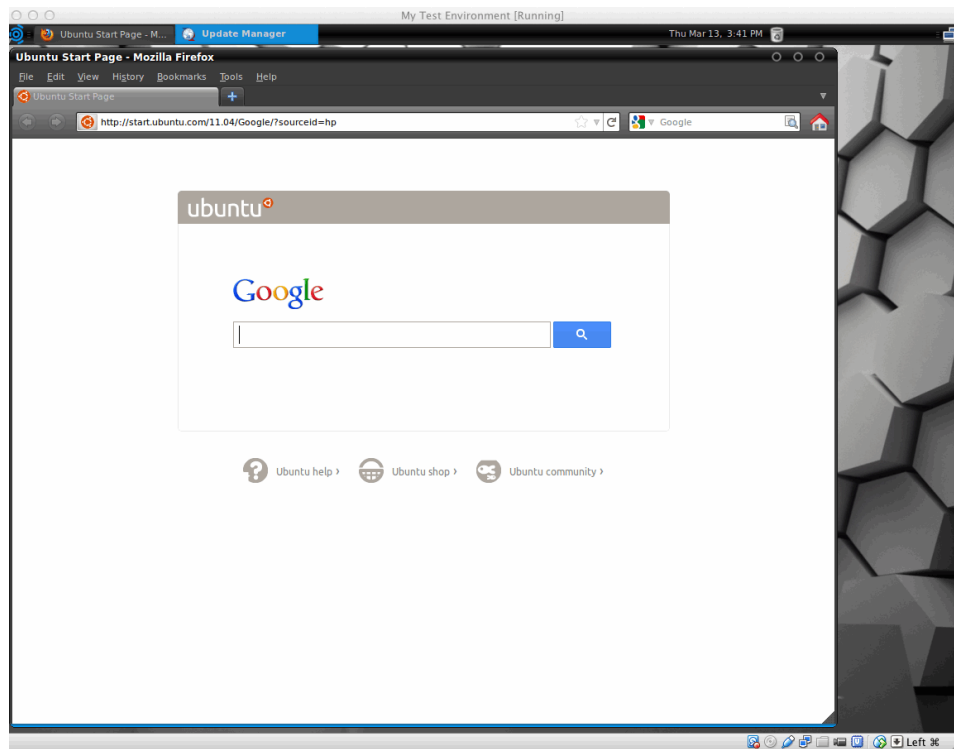 My Test Environment [Running]
Ubuntu Start Page - M... Update Manager Thu Mar 13, 3:41 PM
Ubuntu Start Page - Mozilla Firefox
File Edit View History Bookmarks Tools Help
Ubuntu Start Page +
http://start.ubuntu.com/11.04/Google/?sourceid=hp Google
ubuntu
Google
Ubuntu help › Ubuntu shop › Ubuntu community ›
Left ⌘